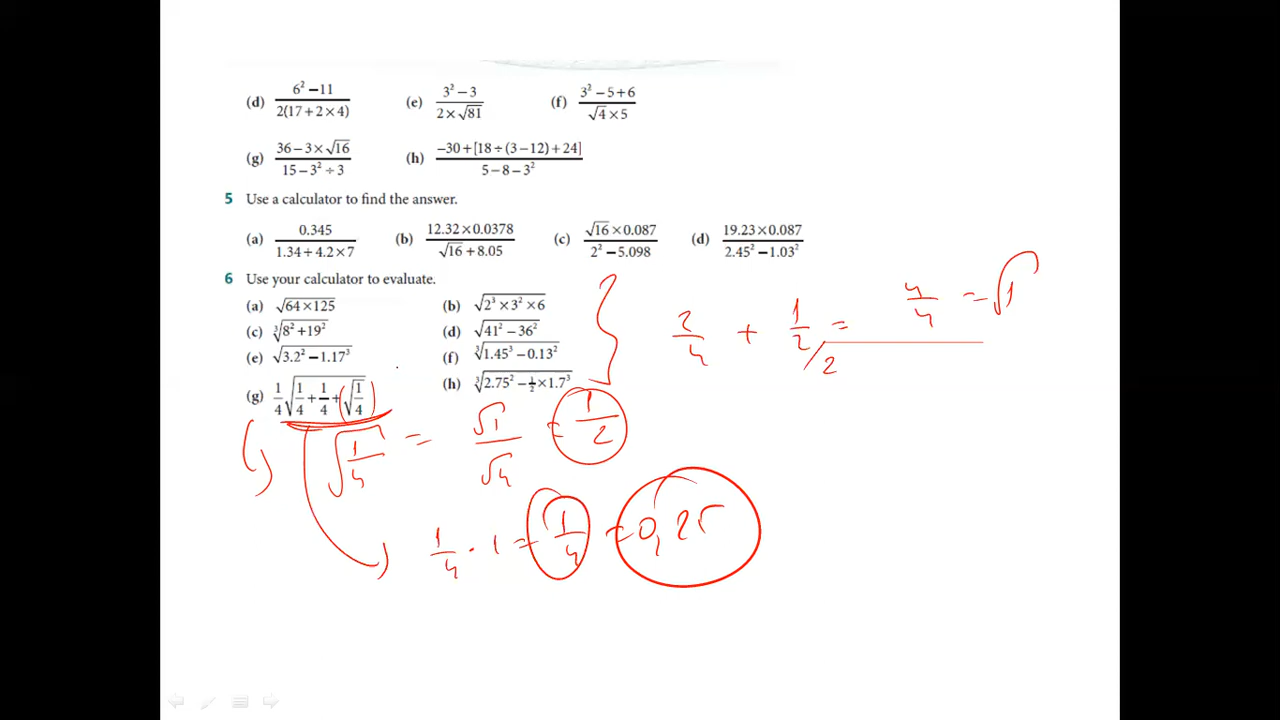 (d) (6² − 11)/(2(17 + 2 × 4)) (e) (3² − 3)/(2 × √81) (f) (3² − 5 + 6)/(√4 × 5)
(g) (36 − 3 × √16)/(15 − 3² ÷ 3) (h) (−30 + [18 ÷ (3 − 12) + 24])/(5 − 8 − 3²)
5 Use a calculator to find the answer.
(a) 0.345/(1.34 + 4.2 × 7) (b) (12.32 × 0.0378)/(√16 + 8.05) (c) (√16 × 0.087)/(2² − 5.098) (d) (19.23 × 0.087)/(2.45² − 1.03²)
6 Use your calculator to evaluate.
(a) √(64 × 125) (b) √(2³ × 3² × 6)
(c) ∛(8² + 19²) (d) √(41² − 36²)
(e) √(3.2² − 1.17³) (f) ∛(1.45³ − 0.13²)
(g) 1/4 √(1/4 + 1/4 + √(1/4)) (h) ∛(2.75² − 1/2 × 1.7³)
2/4 + 1/2 /2 = 4/4 = √1
√(1/4) = √1/√4 = 1/2
1/4 · 1 = 1/4 = 0,25